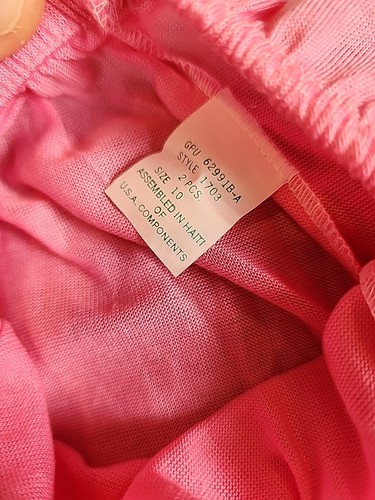 GPU 62991B-A
STYLE 1703
2 PCS.
SIZE 10
ASSEMBLED IN HAITI
OF
U.S.A. COMPONENTS